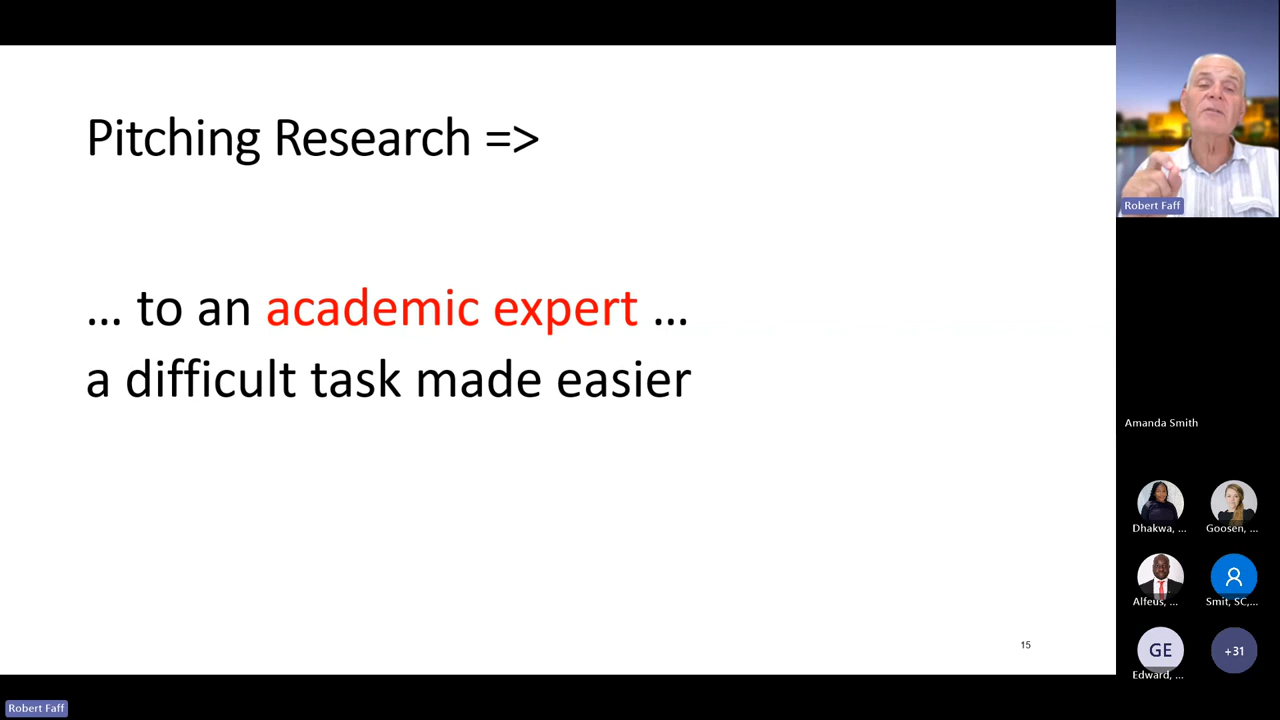 Pitching Research =>
… to an academic expert …
a difficult task made easier
15
Robert Faff
Amanda Smith
Dhakwa, ...
Goosen, ...
Alfeus, ...
Smit, SC,...
GE
Edward, ...
+31
Robert Faff